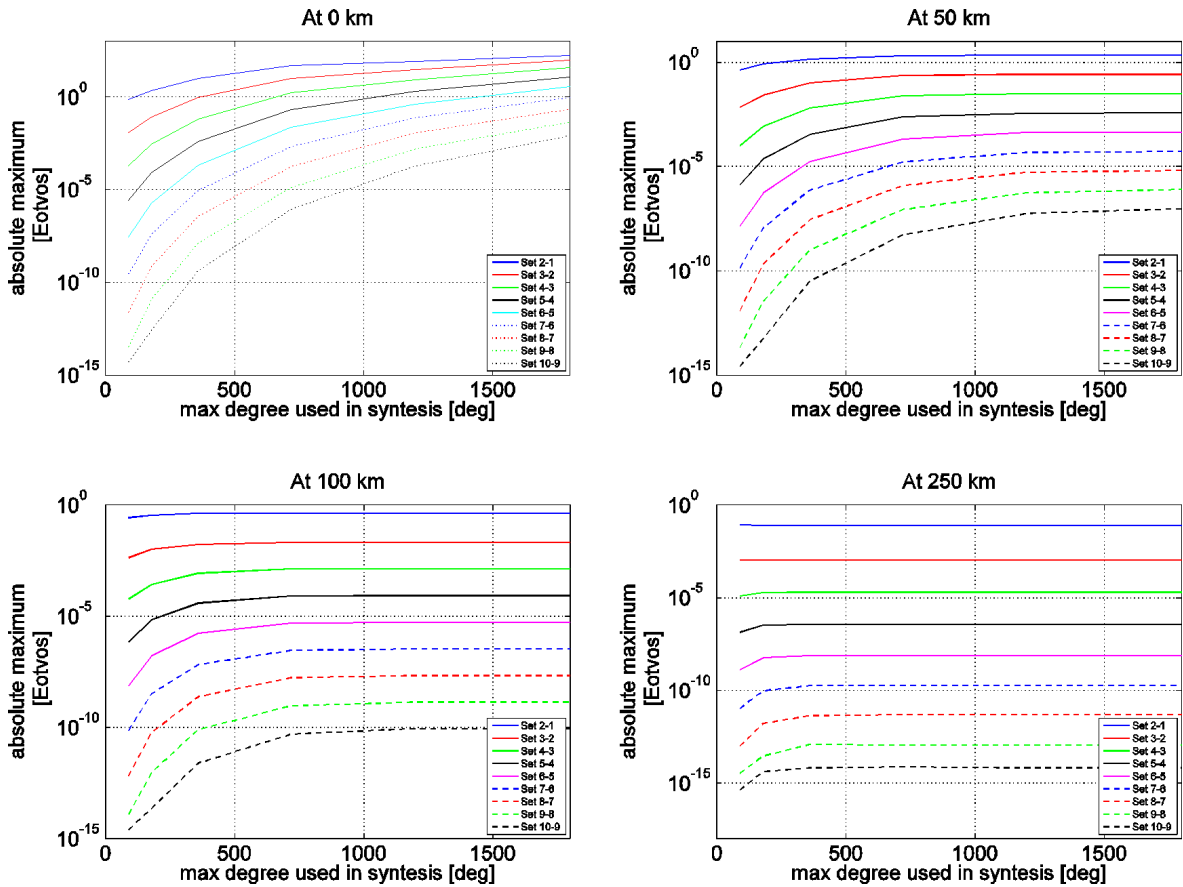 At 0 km
absolute maximum
[Eotvos]
10^0
10^-5
10^-10
10^-15
Set 2-1
Set 3-2
Set 4-3
Set 5-4
Set 6-5
Set 7-6
Set 8-7
Set 9-8
Set 10-9
0 500 1000 1500
max degree used in syntesis [deg]
At 50 km
absolute maximum
[Eotvos]
10^0
10^-5
10^-10
10^-15
Set 2-1
Set 3-2
Set 4-3
Set 5-4
Set 6-5
Set 7-6
Set 8-7
Set 9-8
Set 10-9
0 500 1000 1500
max degree used in syntesis [deg]
At 100 km
absolute maximum
[Eotvos]
10^0
10^-5
10^-10
10^-15
Set 2-1
Set 3-2
Set 4-3
Set 5-4
Set 6-5
Set 7-6
Set 8-7
Set 9-8
Set 10-9
0 500 1000 1500
max degree used in syntesis [deg]
At 250 km
absolute maximum
[Eotvos]
10^0
10^-5
10^-10
10^-15
Set 2-1
Set 3-2
Set 4-3
Set 5-4
Set 6-5
Set 7-6
Set 8-7
Set 9-8
Set 10-9
0 500 1000 1500
max degree used in syntesis [deg]